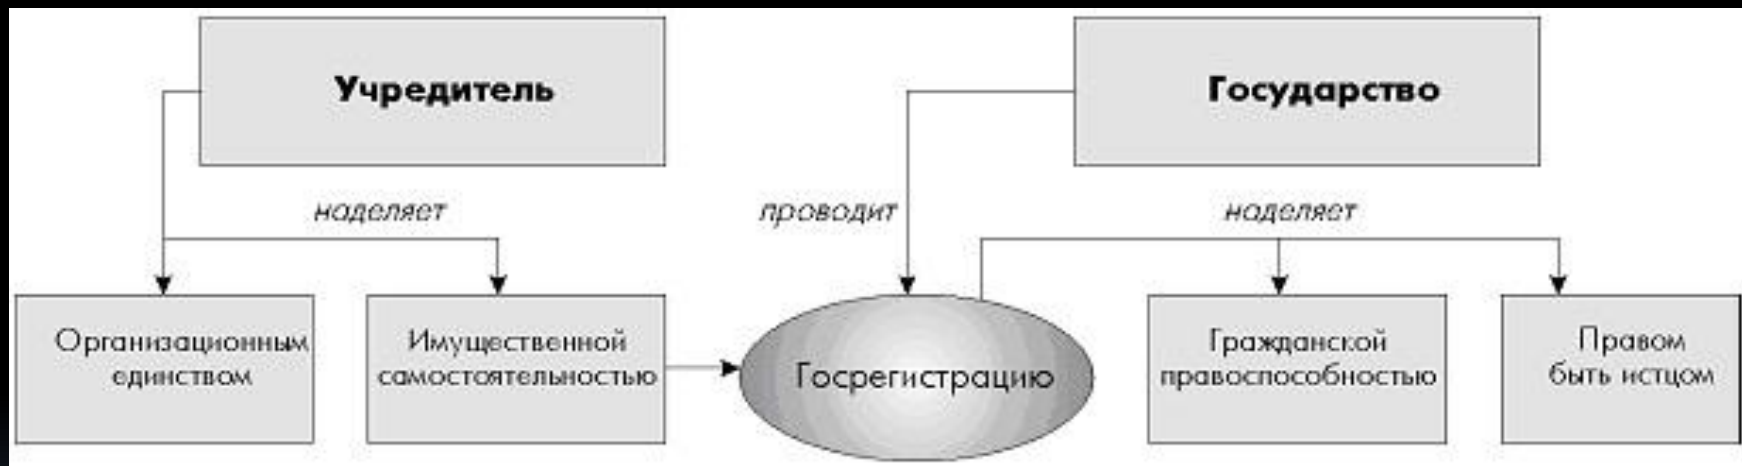 Учредитель
Государство
наделяет
проводит
наделяет
Организационным
единством
Имущественной
самостоятельностью
Госрегистрацию
Гражданской
правоспособностью
Правом
быть истцом